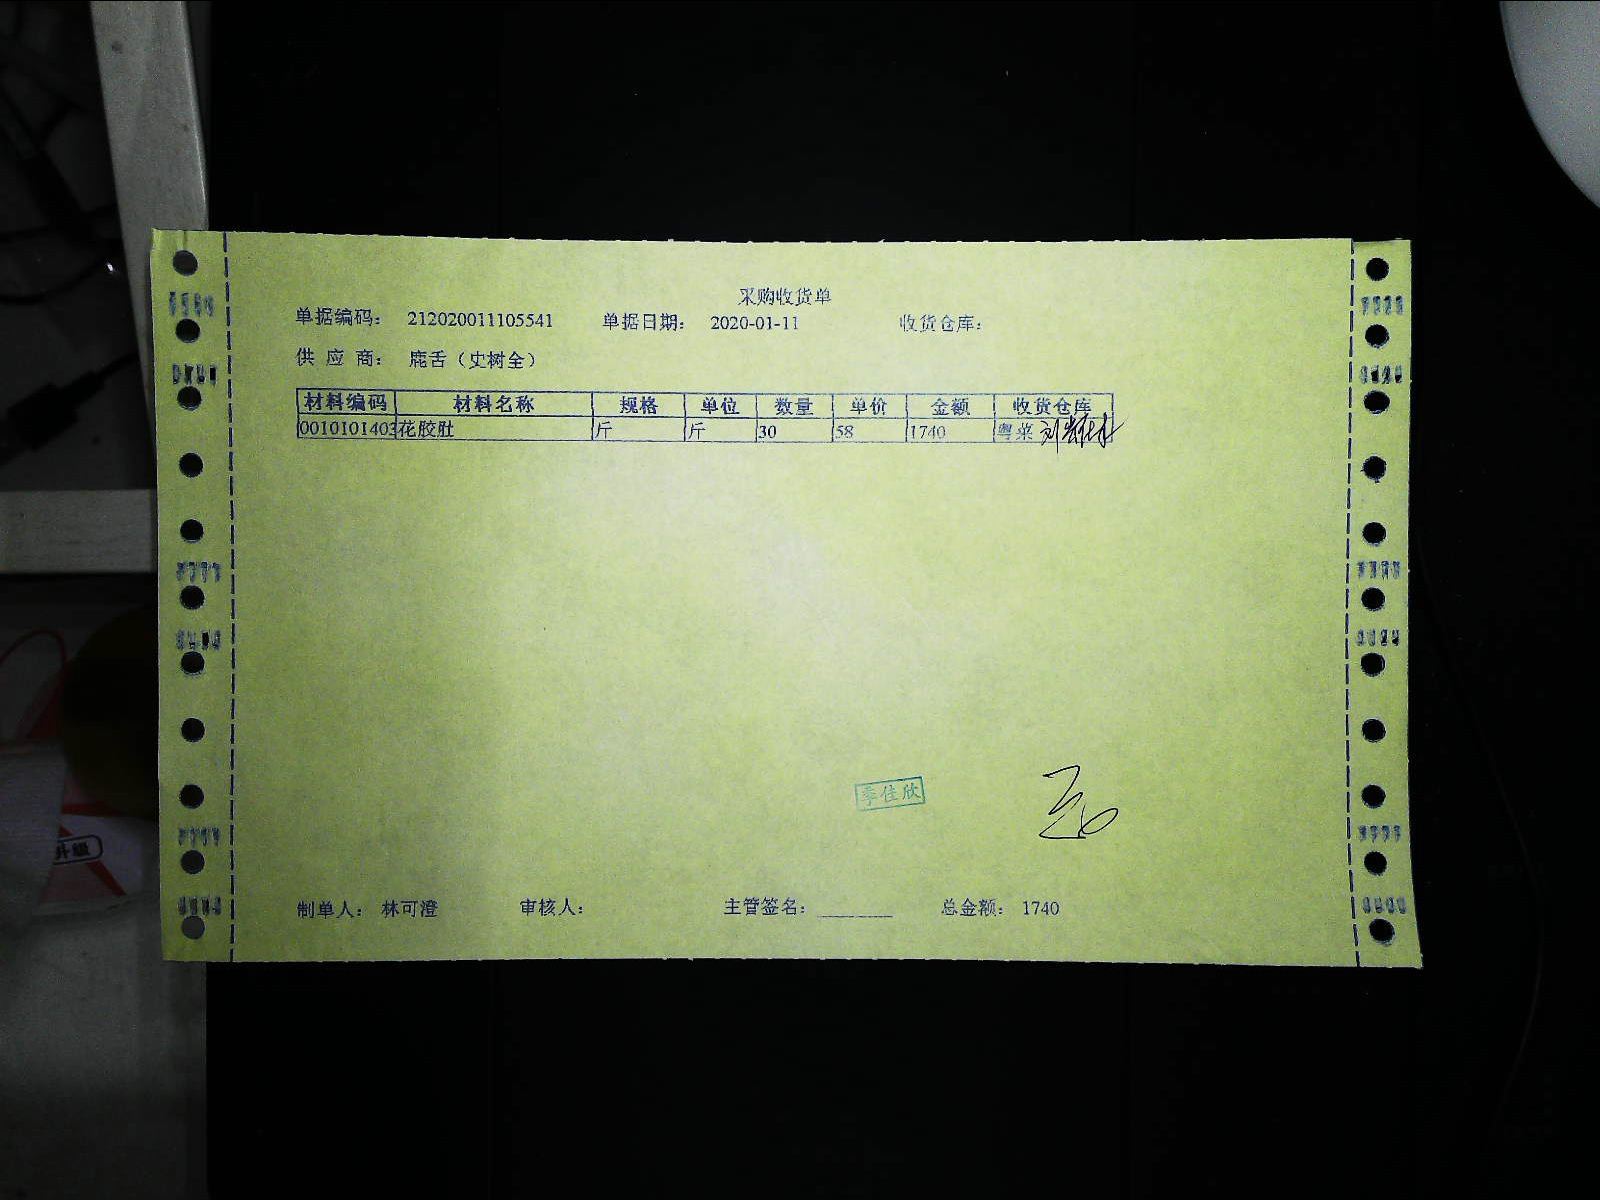 采购收货单
单据编码： 212020011105541 单据日期： 2020-01-11 收货仓库：
供 应 商： 鹿舌（史树全）
材料编码 材料名称 规格 单位 数量 单价 金额 收货仓库
0010101403 花胶肚 斤 斤 30 58 1740 粤菜
季佳欣
制单人： 林可澄 审核人： 主管签名： 总金额： 1740
升级